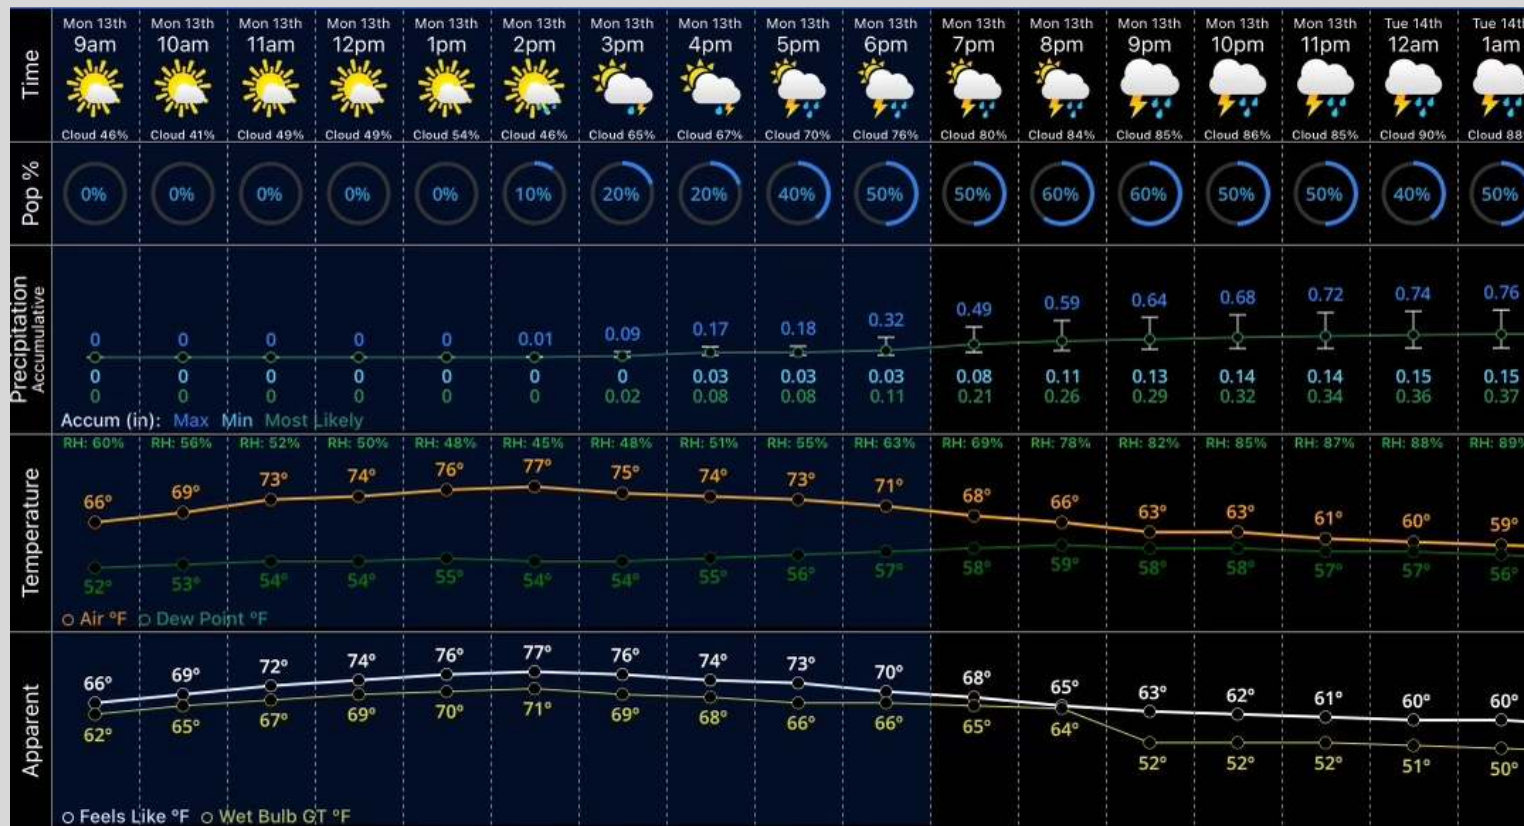 Mon 13th Mon 13th Mon 13th Mon 13th Mon 13th Mon 13th Mon 13th Mon 13th Mon 13th Mon 13th Mon 13th Mon 13th Mon 13th Mon 13th Mon 13th Tue 14th Tue 14th
Time 9am 10am 11am 12pm 1pm 2pm 3pm 4pm 5pm 6pm 7pm 8pm 9pm 10pm 11pm 12am 1am
Cloud 46% Cloud 41% Cloud 49% Cloud 49% Cloud 54% Cloud 46% Cloud 65% Cloud 67% Cloud 70% Cloud 76% Cloud 80% Cloud 84% Cloud 85% Cloud 86% Cloud 85% Cloud 90% Cloud 88
Pop % 0% 0% 0% 0% 0% 10% 20% 20% 40% 50% 50% 60% 60% 50% 50% 40% 50%
Precipitation
Accumulative
0 0 0 0 0 0.01 0.09 0.17 0.18 0.32 0.49 0.59 0.64 0.68 0.72 0.74 0.76
0 0 0 0 0 0 0 0.03 0.03 0.03 0.08 0.11 0.13 0.14 0.14 0.15 0.15
0 0 0 0 0 0 0.02 0.08 0.08 0.11 0.21 0.26 0.29 0.32 0.34 0.36 0.37
Accum (in): Max Min Most Likely
RH: 60% RH: 56% RH: 52% RH: 50% RH: 48% RH: 45% RH: 48% RH: 51% RH: 55% RH: 63% RH: 69% RH: 78% RH: 82% RH: 85% RH: 87% RH: 88% RH: 89%
Temperature
66° 69° 73° 74° 76° 77° 75° 74° 73° 71° 68° 66° 63° 63° 61° 60° 59°
52° 53° 54° 54° 55° 54° 54° 55° 56° 57° 58° 59° 58° 58° 57° 57° 56°
Air °F Dew Point °F
Apparent
66° 69° 72° 74° 76° 77° 76° 74° 73° 70° 68° 65° 63° 62° 61° 60° 60°
62° 65° 67° 69° 70° 71° 69° 68° 66° 66° 65° 64° 52° 52° 52° 51° 50°
Feels Like °F Wet Bulb GT °F